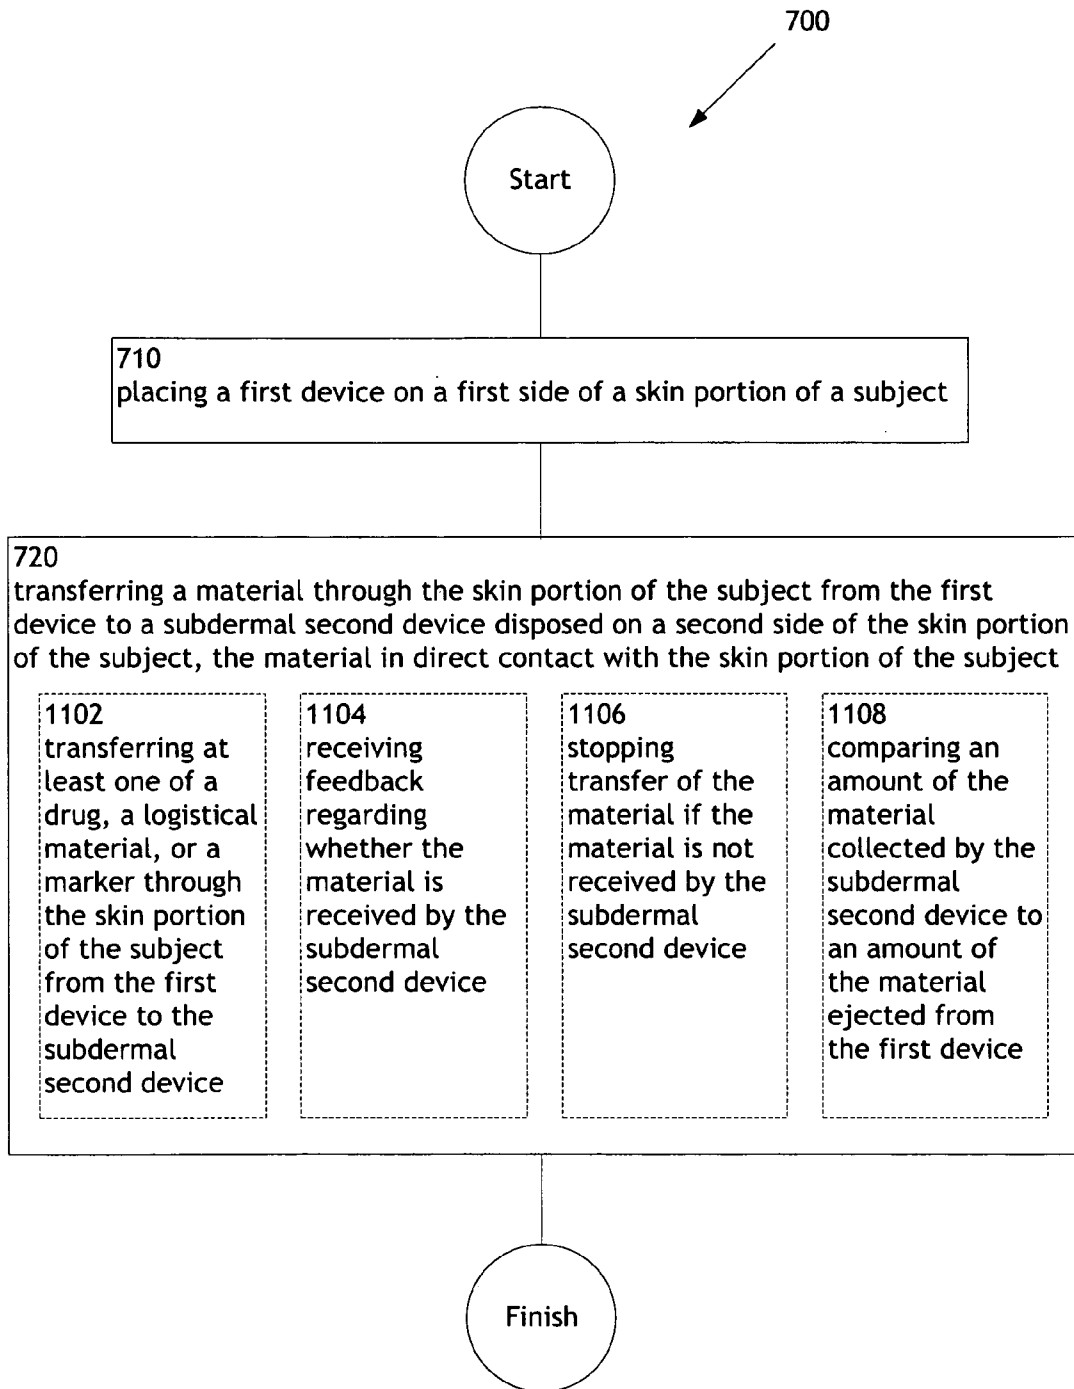 700
Start
710
placing a first device on a first side of a skin portion of a subject
720
transferring a material through the skin portion of the subject from the first
device to a subdermal second device disposed on a second side of the skin portion
of the subject, the material in direct contact with the skin portion of the subject
1102
transferring at
least one of a
drug, a logistical
material, or a
marker through
the skin portion
of the subject
from the first
device to the
subdermal
second device
1104
receiving
feedback
regarding
whether the
material is
received by the
subdermal
second device
1106
stopping
transfer of the
material if the
material is not
received by the
subdermal
second device
1108
comparing an
amount of the
material
collected by the
subdermal
second device to
an amount of
the material
ejected from
the first device
Finish